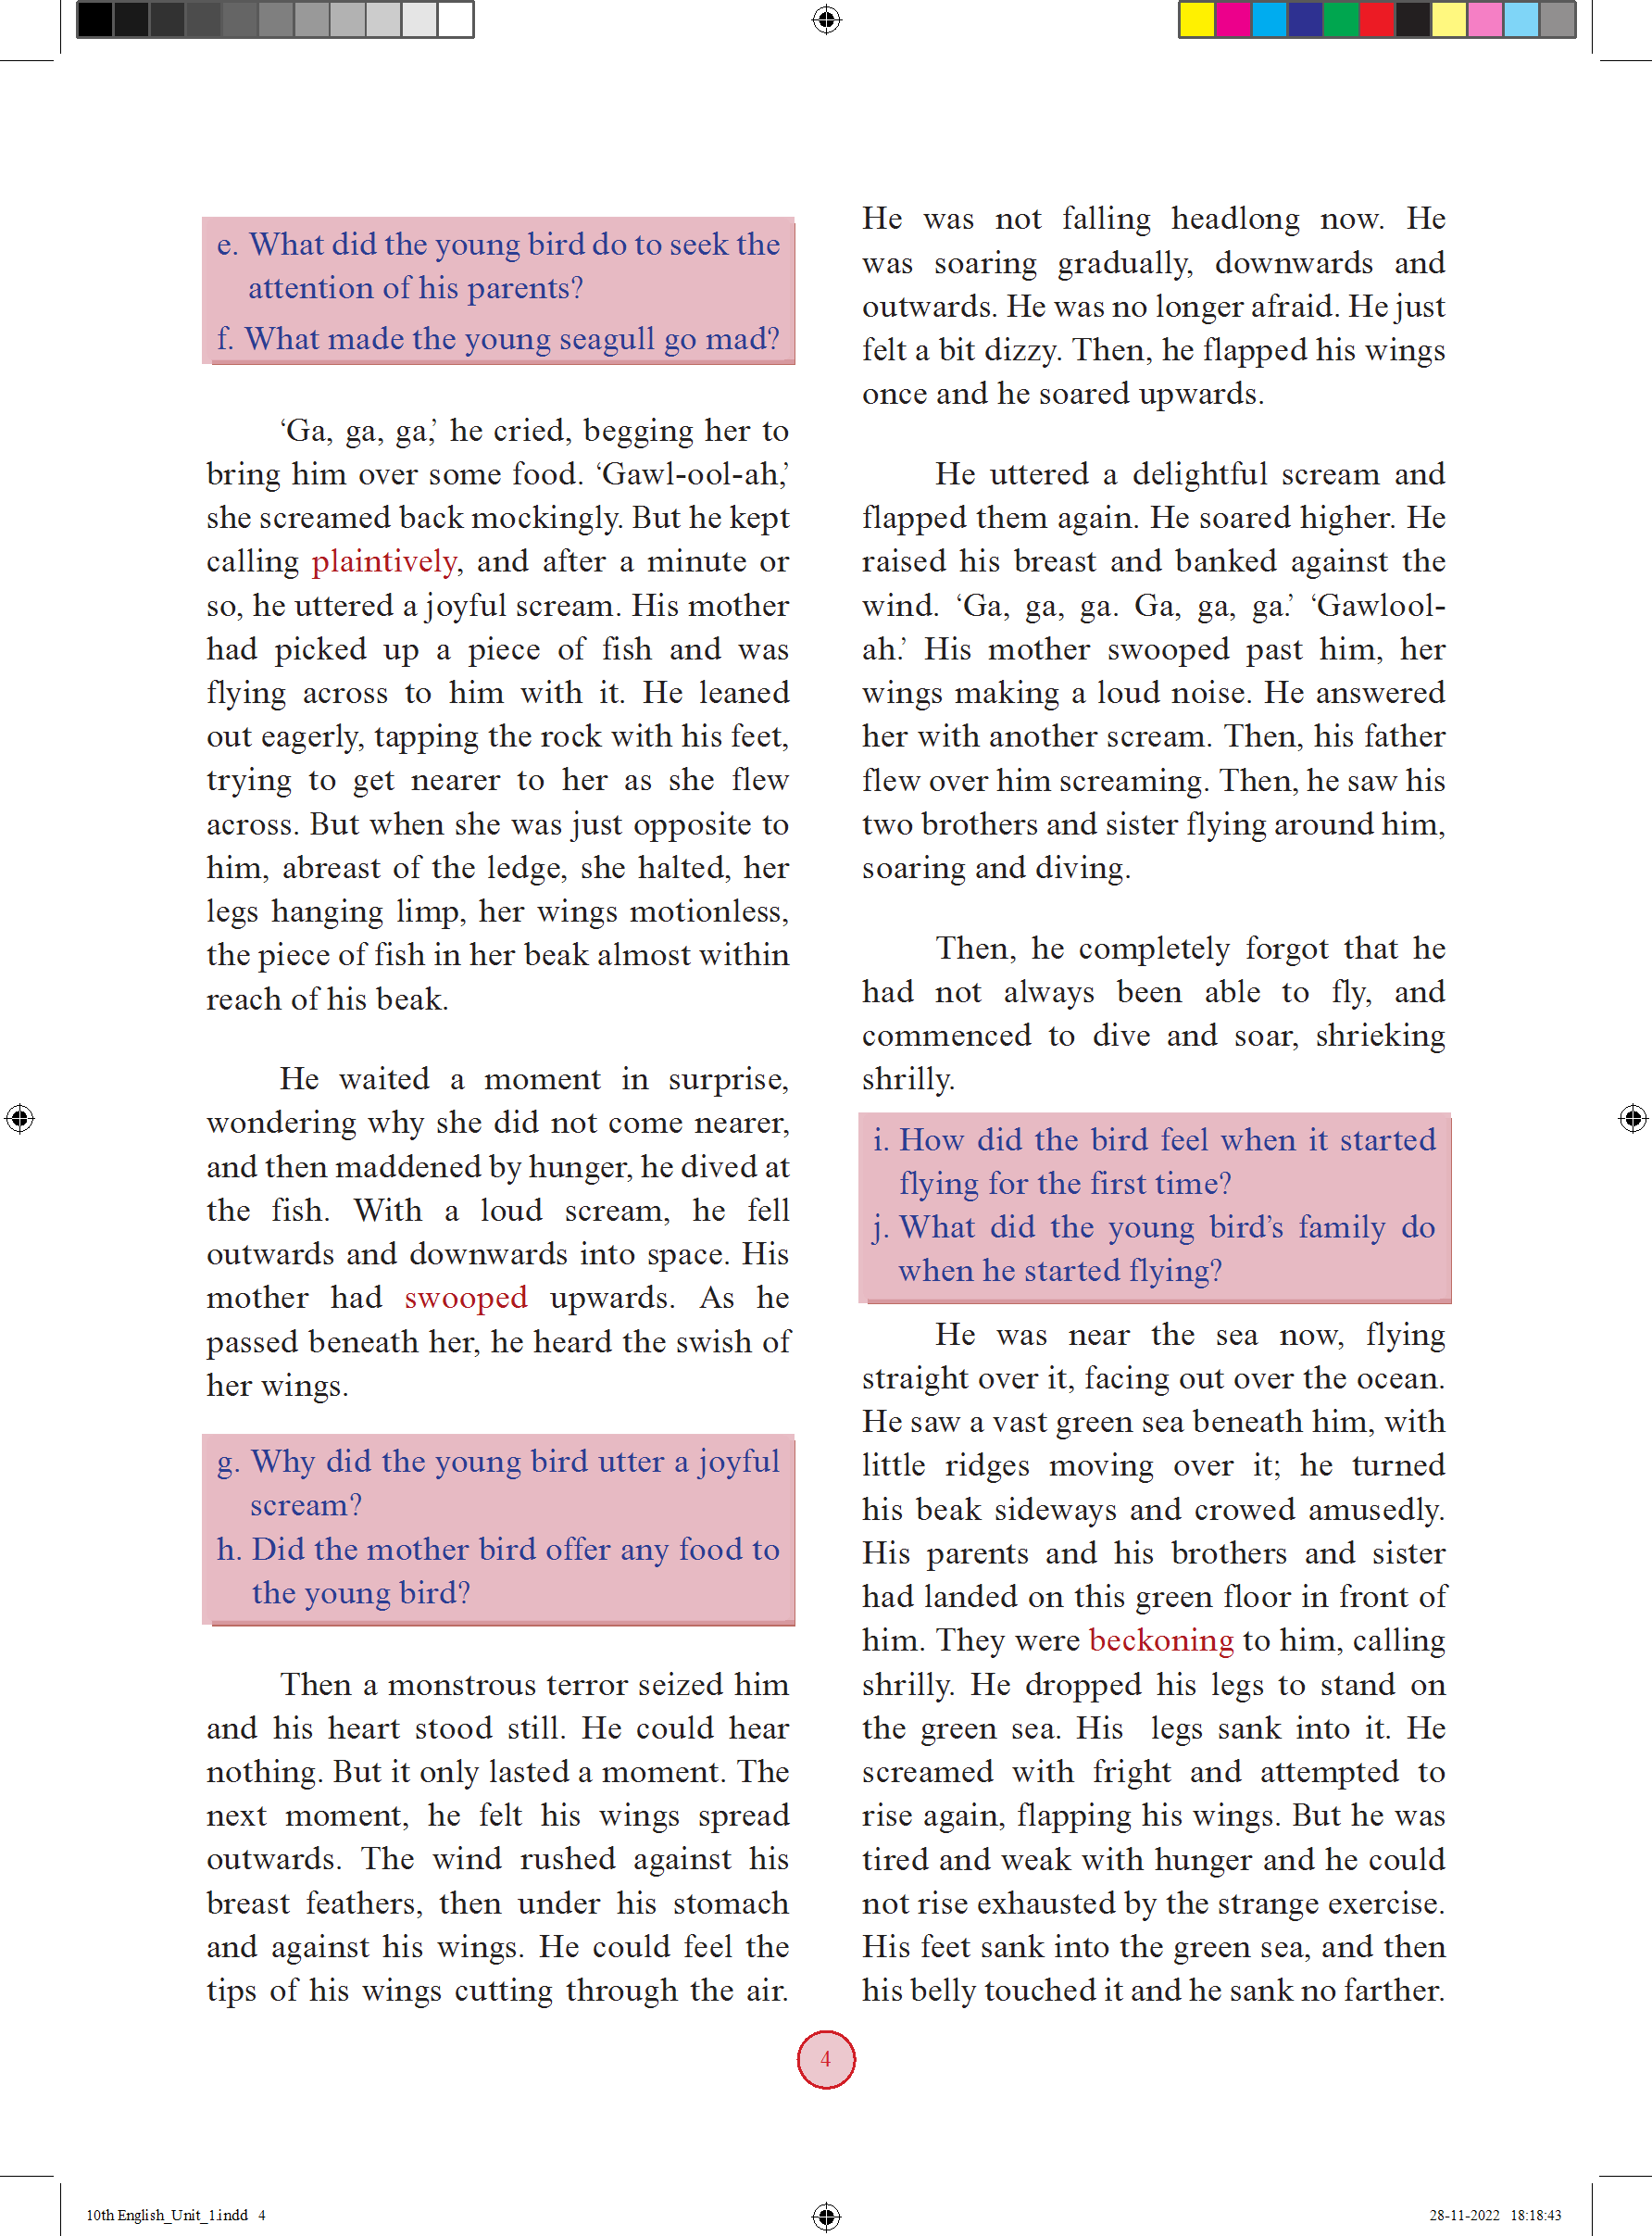 e. What did the young bird do to seek the
attention of his parents?
f. What made the young seagull go mad?
‘Ga, ga, ga,’ he cried, begging her to
bring him over some food. ‘Gawl-ool-ah,’
she screamed back mockingly. But he kept
calling plaintively, and after a minute or
so, he uttered a joyful scream. His mother
had picked up a piece of fish and was
flying across to him with it. He leaned
out eagerly, tapping the rock with his feet,
trying to get nearer to her as she flew
across. But when she was just opposite to
him, abreast of the ledge, she halted, her
legs hanging limp, her wings motionless,
the piece of fish in her beak almost within
reach of his beak.
He waited a moment in surprise,
wondering why she did not come nearer,
and then maddened by hunger, he dived at
the fish. With a loud scream, he fell
outwards and downwards into space. His
mother had swooped upwards. As he
passed beneath her, he heard the swish of
her wings.
g. Why did the young bird utter a joyful
scream?
h. Did the mother bird offer any food to
the young bird?
Then a monstrous terror seized him
and his heart stood still. He could hear
nothing. But it only lasted a moment. The
next moment, he felt his wings spread
outwards. The wind rushed against his
breast feathers, then under his stomach
and against his wings. He could feel the
tips of his wings cutting through the air.
He was not falling headlong now. He
was soaring gradually, downwards and
outwards. He was no longer afraid. He just
felt a bit dizzy. Then, he flapped his wings
once and he soared upwards.
He uttered a delightful scream and
flapped them again. He soared higher. He
raised his breast and banked against the
wind. ‘Ga, ga, ga. Ga, ga, ga.’ ‘Gawlool-
ah.’ His mother swooped past him, her
wings making a loud noise. He answered
her with another scream. Then, his father
flew over him screaming. Then, he saw his
two brothers and sister flying around him,
soaring and diving.
Then, he completely forgot that he
had not always been able to fly, and
commenced to dive and soar, shrieking
shrilly.
i. How did the bird feel when it started
flying for the first time?
j. What did the young bird’s family do
when he started flying?
He was near the sea now, flying
straight over it, facing out over the ocean.
He saw a vast green sea beneath him, with
little ridges moving over it; he turned
his beak sideways and crowed amusedly.
His parents and his brothers and sister
had landed on this green floor in front of
him. They were beckoning to him, calling
shrilly. He dropped his legs to stand on
the green sea. His legs sank into it. He
screamed with fright and attempted to
rise again, flapping his wings. But he was
tired and weak with hunger and he could
not rise exhausted by the strange exercise.
His feet sank into the green sea, and then
his belly touched it and he sank no farther.
4
10th English_Unit_1.indd 4
28-11-2022 18:18:43